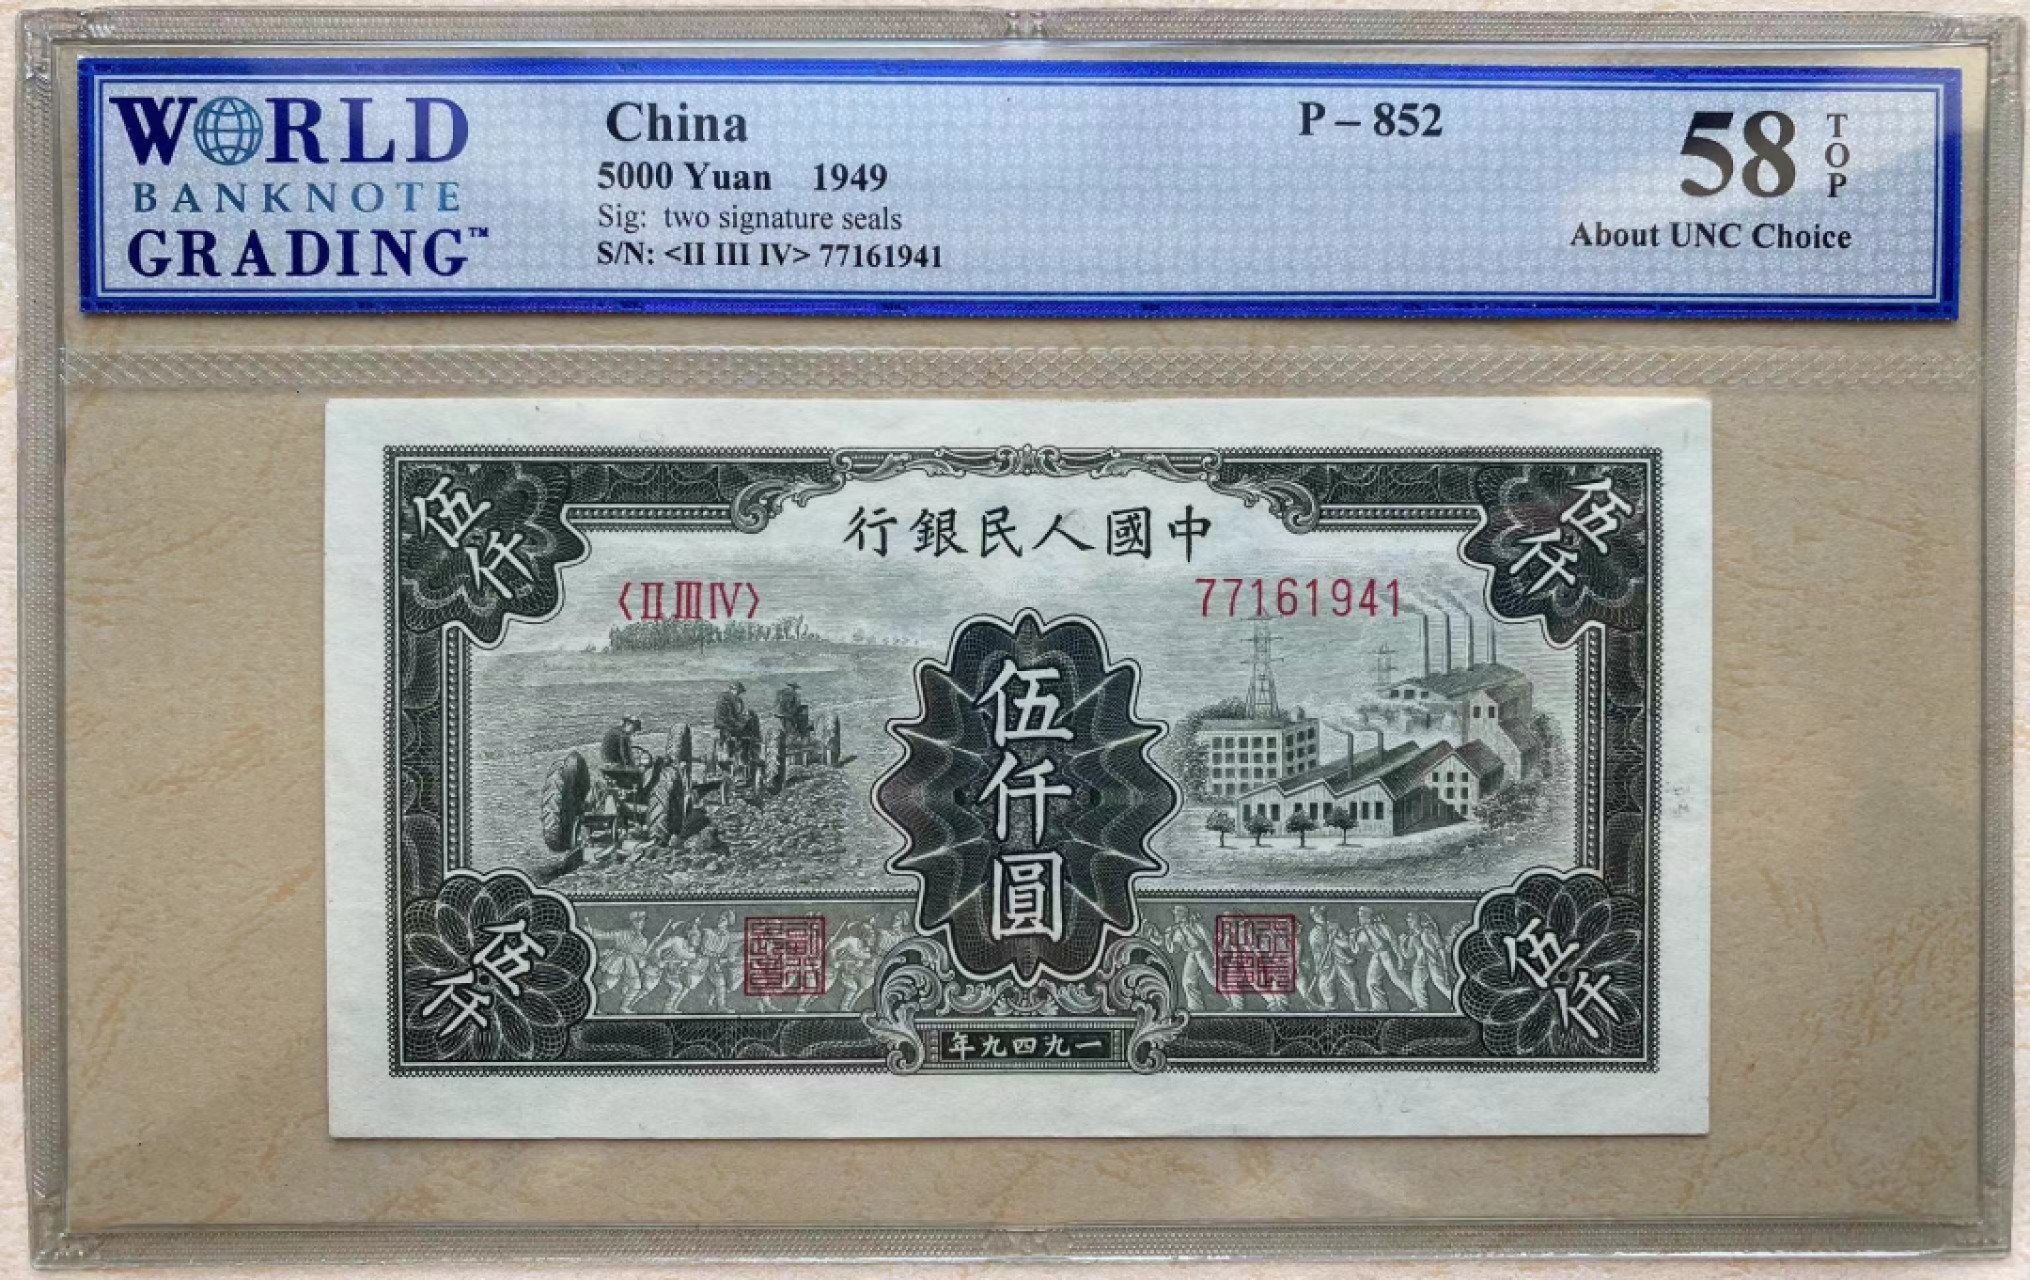 WORLD
BANKNOTE
GRADING™
China
5000 Yuan 1949
Sig: two signature seals
S/N: <II III IV> 77161941
P – 852
58
TOP
About UNC Choice
伍仟
伍仟
行銀民人國中
〈II III IV〉
77161941
伍仟圓
伍仟
伍仟
年九四九一